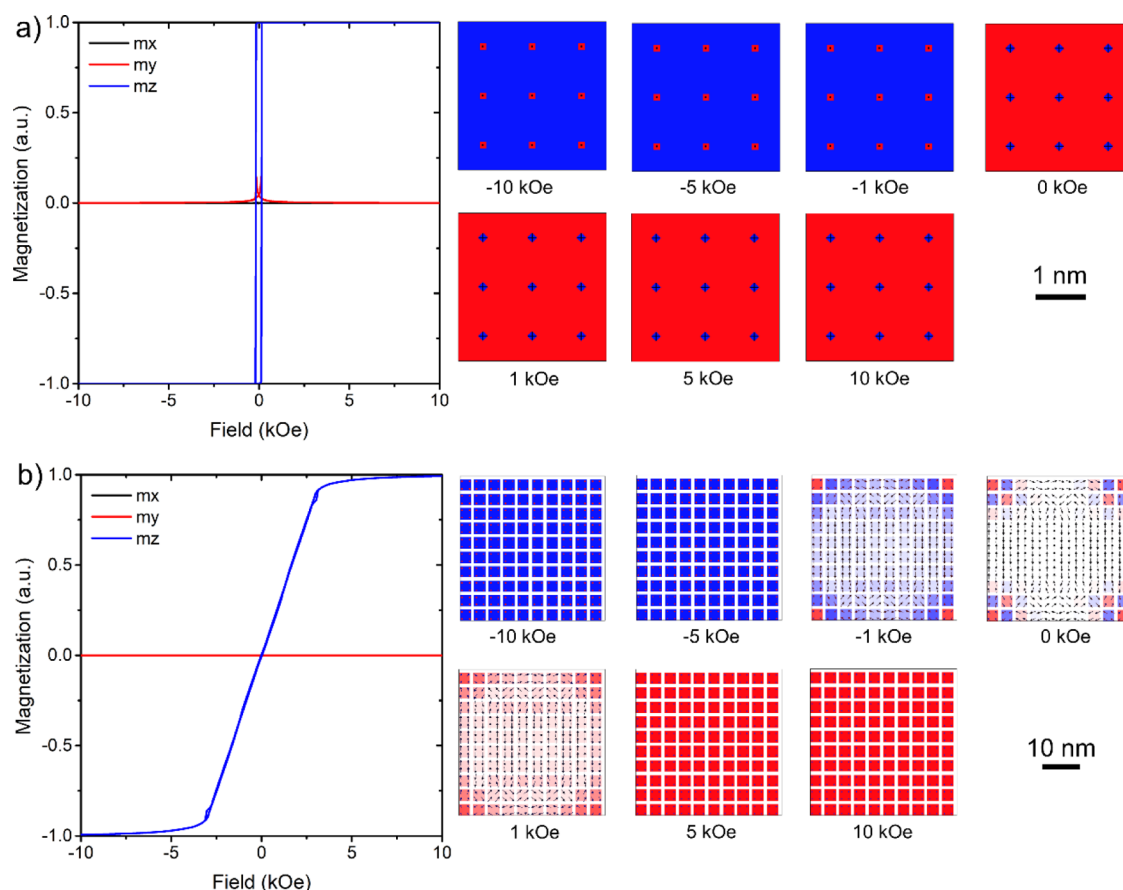 a)
Magnetization (a.u.)
1.0
0.5
0.0
-0.5
-1.0
mx
my
mz
-10 -5 0 5 10
Field (kOe)
-10 kOe -5 kOe -1 kOe 0 kOe
1 kOe 5 kOe 10 kOe
1 nm
b)
Magnetization (a.u.)
1.0
0.5
0.0
-0.5
-1.0
mx
my
mz
-10 -5 0 5 10
Field (kOe)
-10 kOe -5 kOe -1 kOe 0 kOe
1 kOe 5 kOe 10 kOe
10 nm